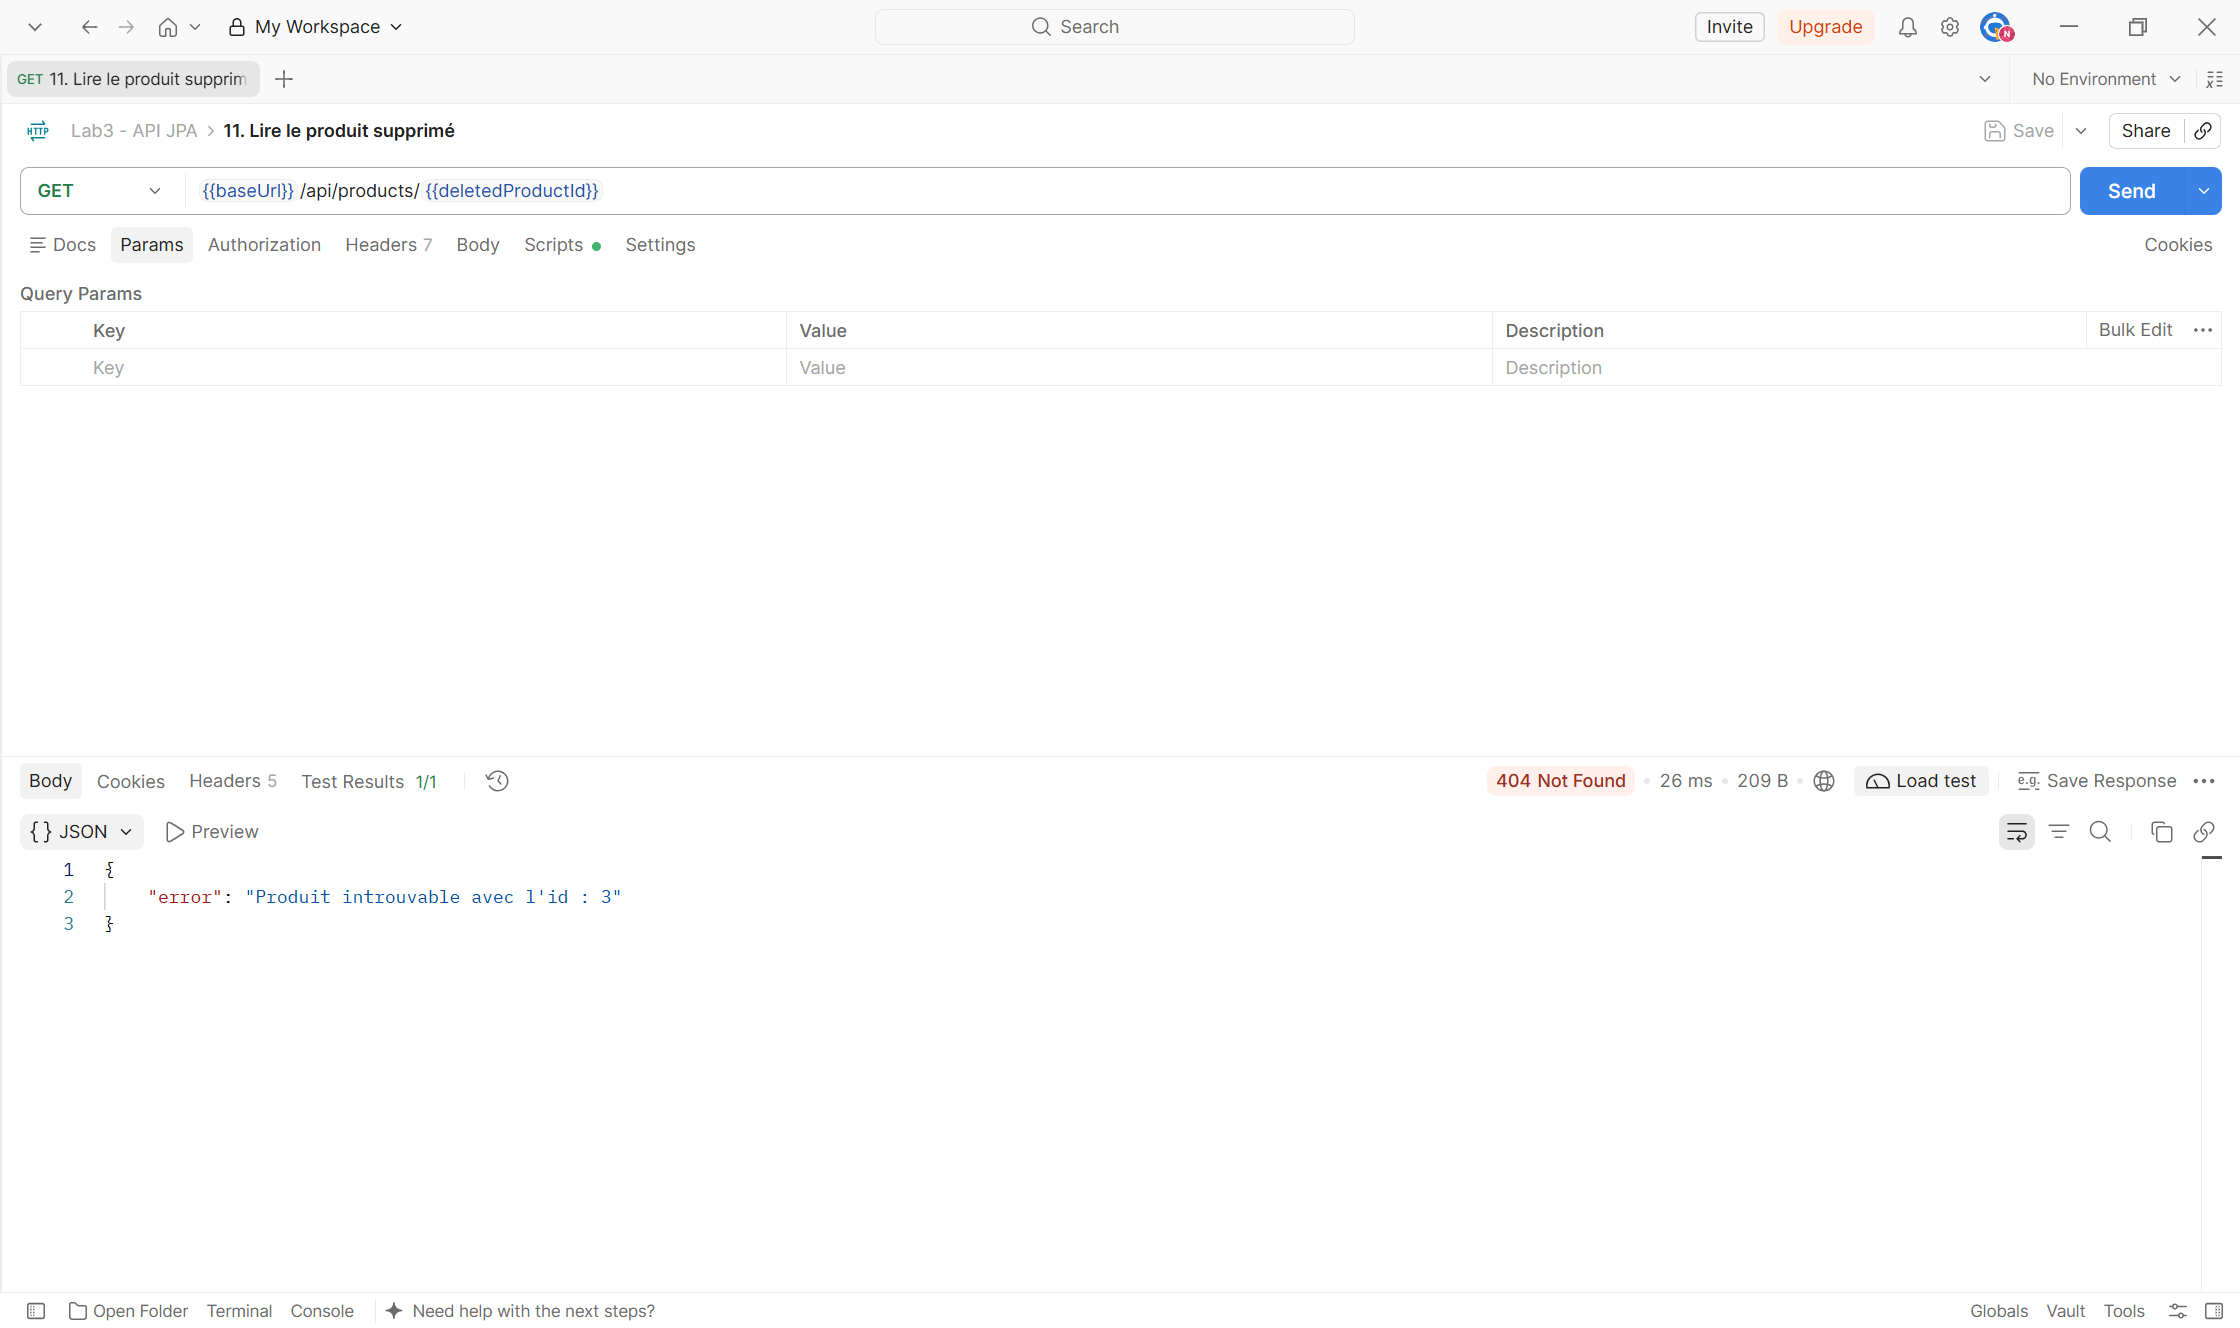 My Workspace
Search
Invite
Upgrade
N
GET 11. Lire le produit supprim
No Environment
HTTP
Lab3 - API JPA > 11. Lire le produit supprimé
Save
Share
GET
{{baseUrl}} /api/products/ {{deletedProductId}}
Send
Docs Params Authorization Headers 7 Body Scripts Settings
Cookies
Query Params
Key Value Description Bulk Edit
Key Value Description
Body Cookies Headers 5 Test Results 1/1
404 Not Found 26 ms 209 B Load test e.g. Save Response
{} JSON Preview
1 {
2 "error": "Produit introuvable avec l'id : 3"
3 }
Open Folder Terminal Console Need help with the next steps?
Globals Vault Tools